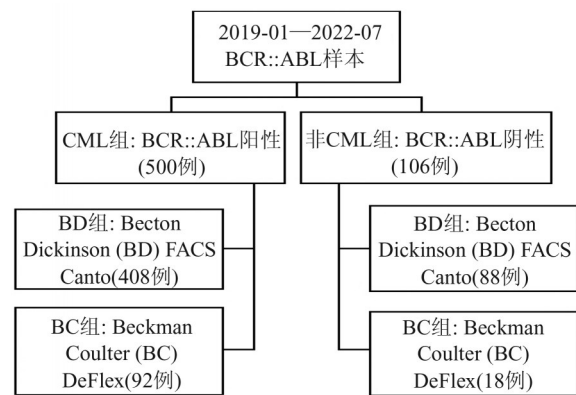 2019-01—2022-07
BCR::ABL样本
CML组: BCR::ABL阳性
(500例)
非CML组: BCR::ABL阴性
(106例)
BD组: Becton
Dickinson (BD) FACS
Canto(408例)
BD组: Becton
Dickinson (BD) FACS
Canto(88例)
BC组: Beckman
Coulter (BC)
DeFlex(92例)
BC组: Beckman
Coulter (BC)
DeFlex(18例)